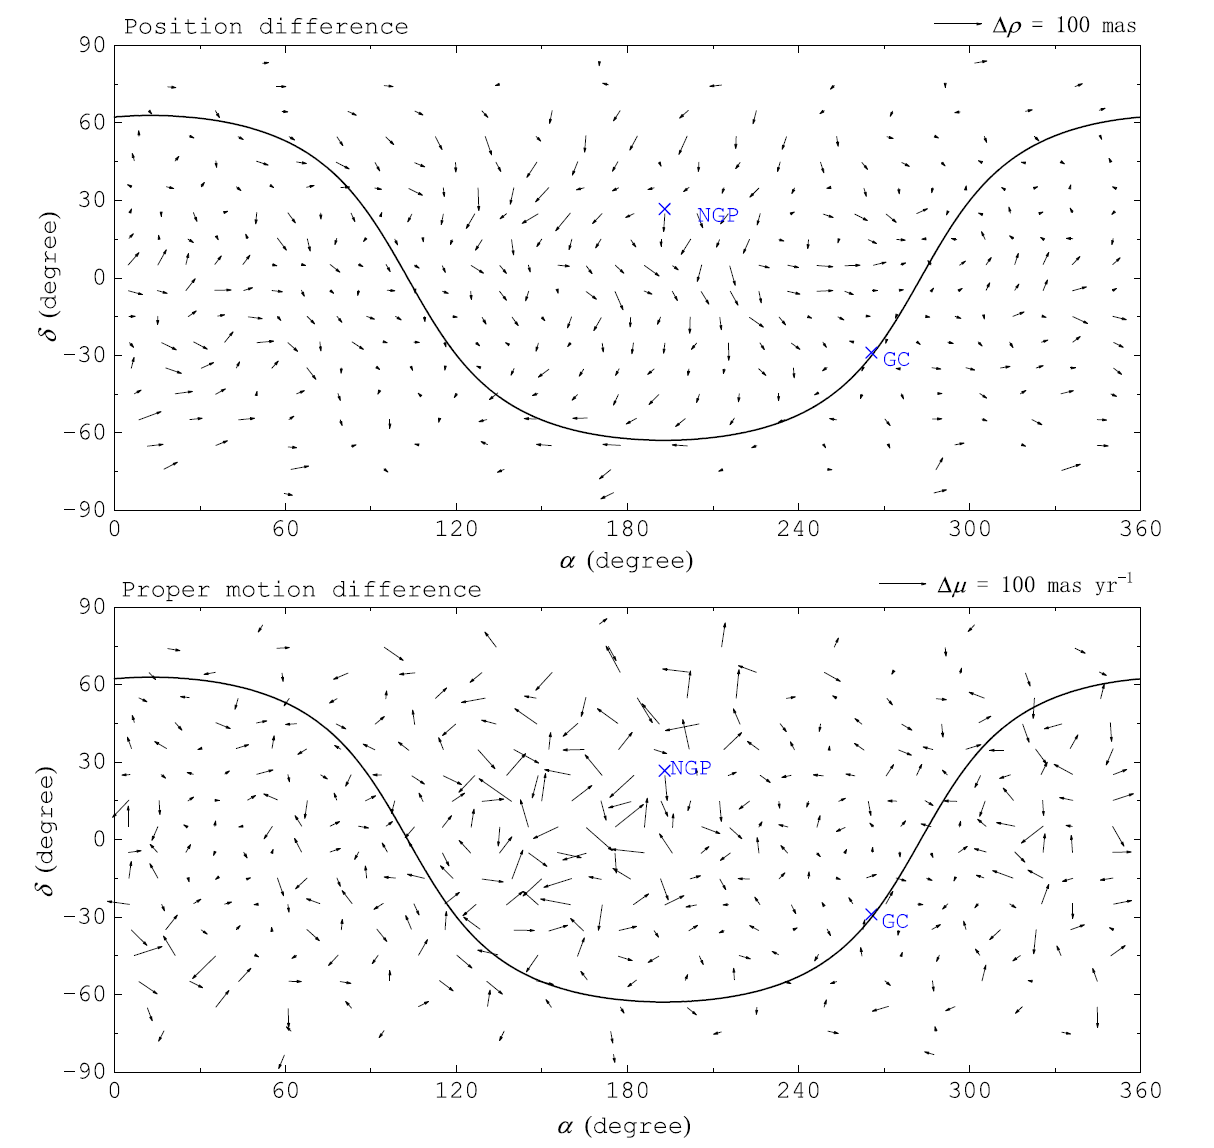 Position difference
Δρ = 100 mas
90
60
30
0
−30
−60
−90
δ (degree)
NGP
GC
0 60 120 180 240 300 360
α (degree)
Proper motion difference
Δμ = 100 mas yr⁻¹
90
60
30
0
−30
−60
−90
δ (degree)
NGP
GC
0 60 120 180 240 300 360
α (degree)